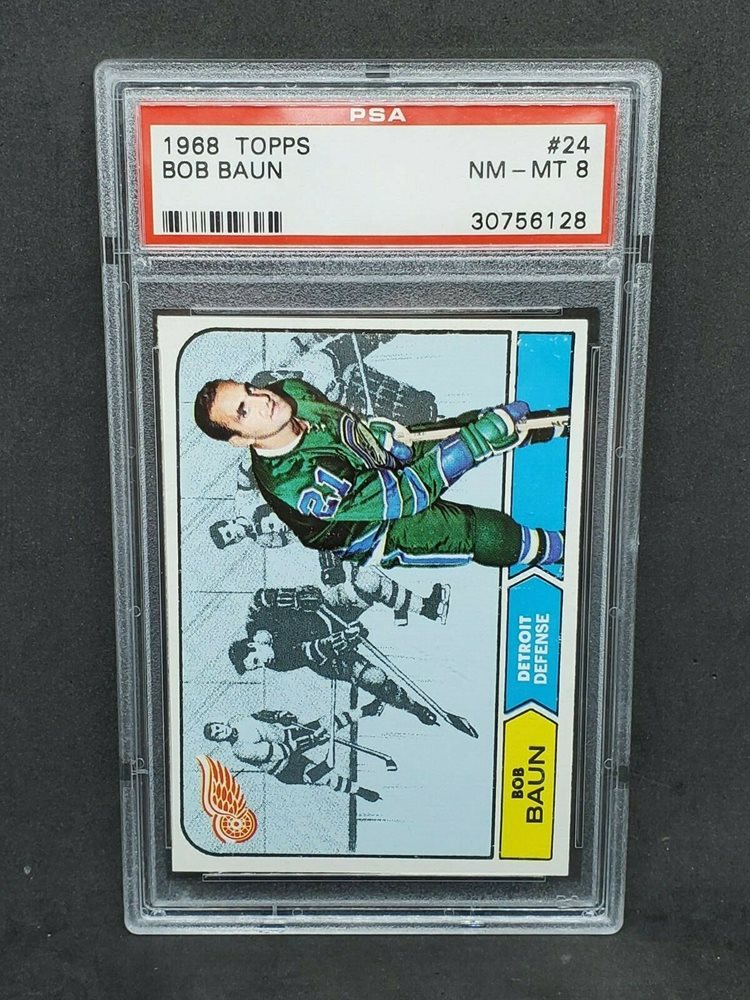 PSA
1968 TOPPS #24
BOB BAUN NM - MT 8
30756128
21
DETROIT
DEFENSE
BOB
BAUN